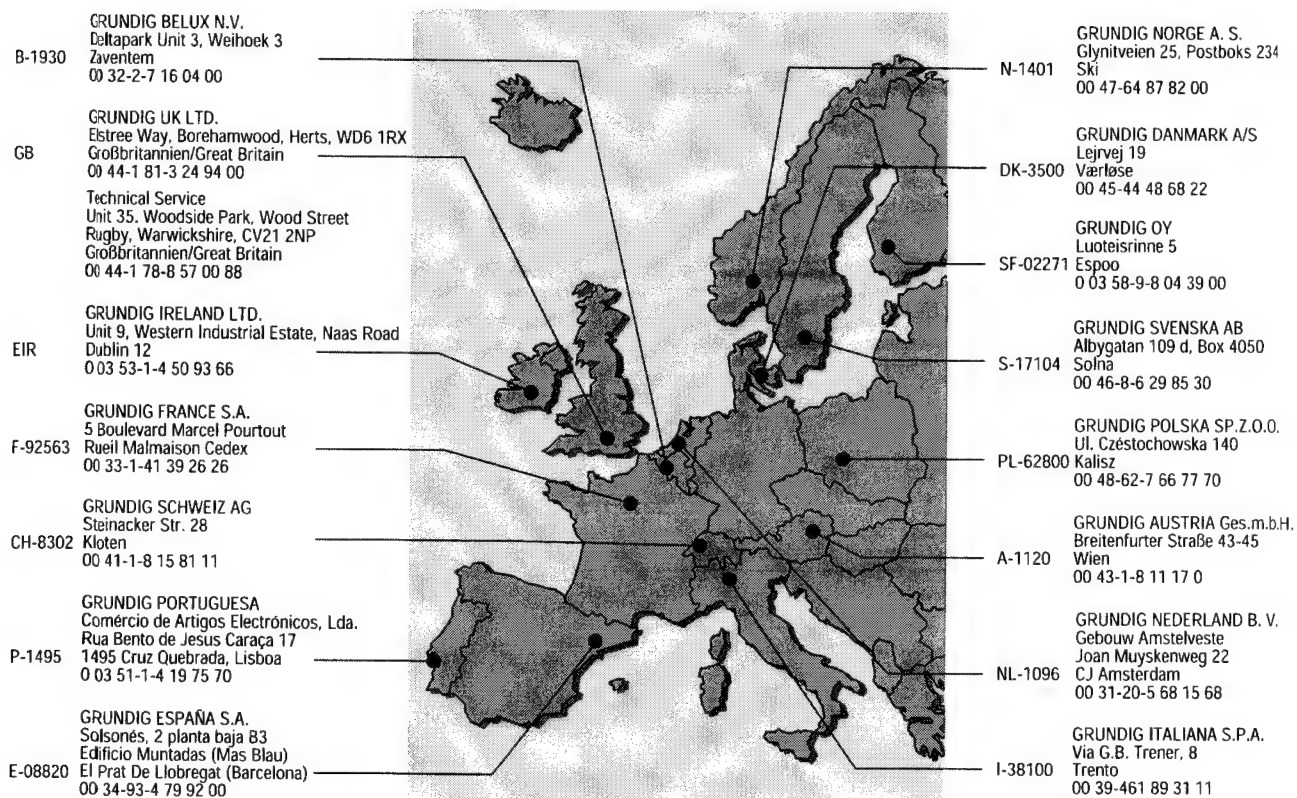 GRUNDIG BELUX N.V.
Deltapark Unit 3, Weihoek 3
B-1930 Zaventem
00 32-2-7 16 04 00
GRUNDIG UK LTD.
Elstree Way, Borehamwood, Herts, WD6 1RX
GB Großbritannien/Great Britain
00 44-1 81-3 24 94 00
Technical Service
Unit 35, Woodside Park, Wood Street
Rugby, Warwickshire, CV21 2NP
Großbritannien/Great Britain
00 44-1 78-8 57 00 88
GRUNDIG IRELAND LTD.
Unit 9, Western Industrial Estate, Naas Road
EIR Dublin 12
0 03 53-1-4 50 93 66
GRUNDIG FRANCE S.A.
5 Boulevard Marcel Pourtout
F-92563 Rueil Malmaison Cedex
00 33-1-41 39 26 26
GRUNDIG SCHWEIZ AG
Steinacker Str. 28
CH-8302 Kloten
00 41-1-8 15 81 11
GRUNDIG PORTUGUESA
Comércio de Artigos Electrónicos, Lda.
Rua Bento de Jesus Caraça 17
P-1495 1495 Cruz Quebrada, Lisboa
0 03 51-1-4 19 75 70
GRUNDIG ESPAÑA S.A.
Solsonés, 2 planta baja B3
Edificio Muntadas (Mas Blau)
E-08820 El Prat De Llobregat (Barcelona)
00 34-93-4 79 92 00
GRUNDIG NORGE A. S.
Glynitveien 25, Postboks 234
N-1401 Ski
00 47-64 87 82 00
GRUNDIG DANMARK A/S
Lejrvej 19
DK-3500 Værløse
00 45-44 48 68 22
GRUNDIG OY
Luoteisrinne 5
SF-02271 Espoo
0 03 58-9-8 04 39 00
GRUNDIG SVENSKA AB
Albygatan 109 d, Box 4050
S-17104 Solna
00 46-8-6 29 85 30
GRUNDIG POLSKA SP.Z.O.O.
Ul. Czéstochowska 140
PL-62800 Kalisz
00 48-62-7 66 77 70
GRUNDIG AUSTRIA Ges.m.b.H.
Breitenfurter Straße 43-45
A-1120 Wien
00 43-1-8 11 17 0
GRUNDIG NEDERLAND B. V.
Gebouw Amstelveste
Joan Muyskenweg 22
NL-1096 CJ Amsterdam
00 31-20-5 68 15 68
GRUNDIG ITALIANA S.P.A.
Via G.B. Trener, 8
I-38100 Trento
00 39-461 89 31 11